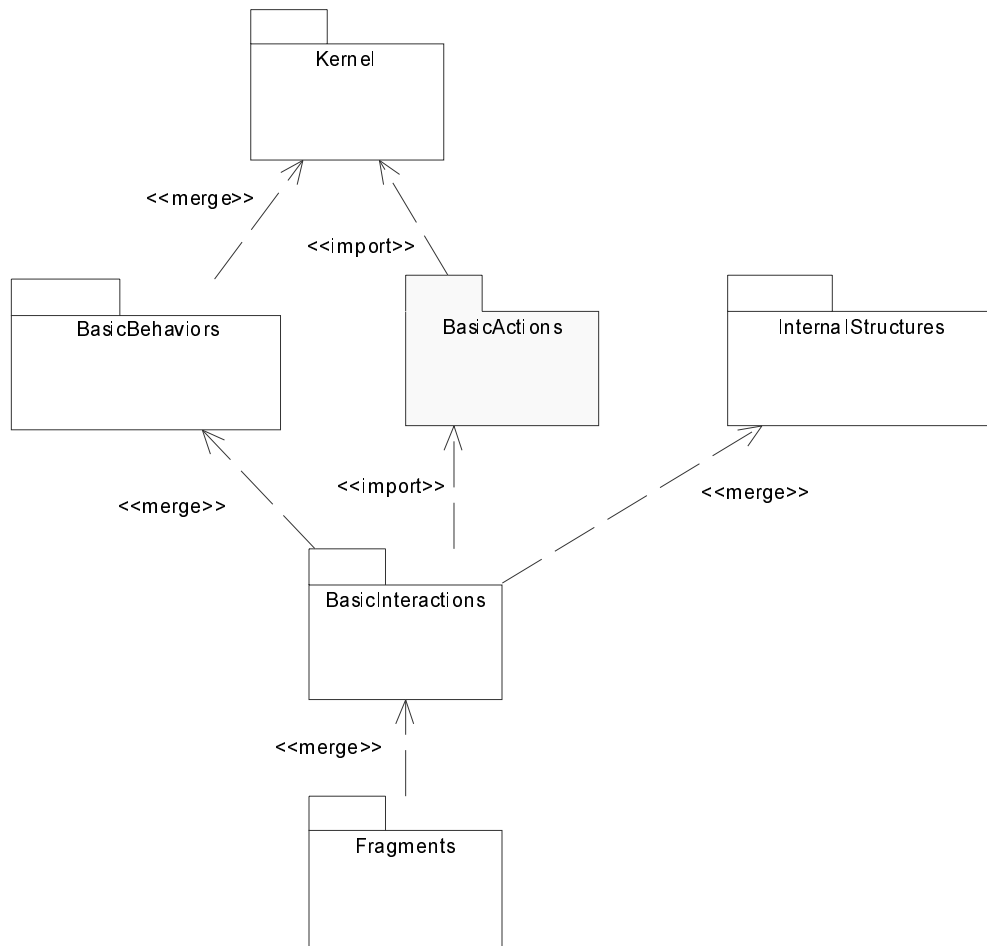 Kernel
<<merge>>
<<import>>
BasicBehaviors
BasicActions
InternalStructures
<<merge>>
<<import>>
<<merge>>
BasicInteractions
<<merge>>
Fragments